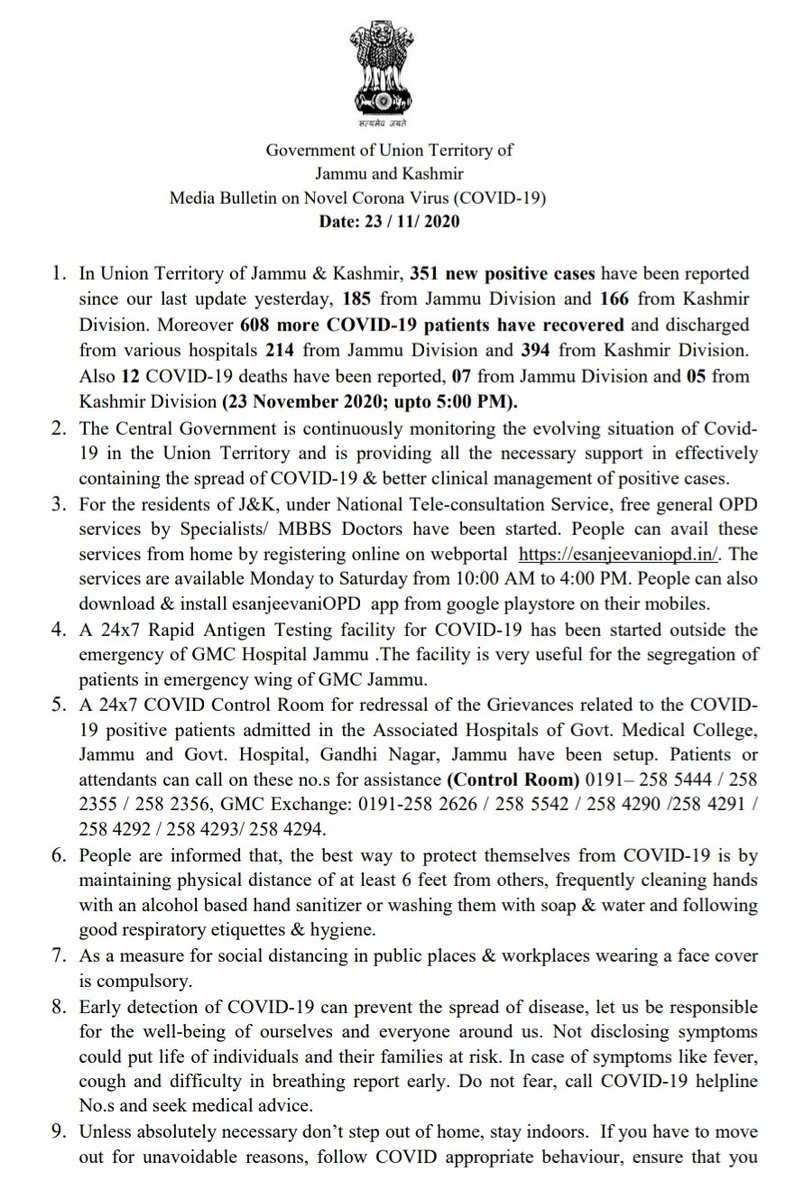 सत्यमेव जयते
Government of Union Territory of
Jammu and Kashmir
Media Bulletin on Novel Corona Virus (COVID-19)
Date: 23 / 11/ 2020
1. In Union Territory of Jammu & Kashmir, 351 new positive cases have been reported
since our last update yesterday, 185 from Jammu Division and 166 from Kashmir
Division. Moreover 608 more COVID-19 patients have recovered and discharged
from various hospitals 214 from Jammu Division and 394 from Kashmir Division.
Also 12 COVID-19 deaths have been reported, 07 from Jammu Division and 05 from
Kashmir Division (23 November 2020; upto 5:00 PM).
2. The Central Government is continuously monitoring the evolving situation of Covid-
19 in the Union Territory and is providing all the necessary support in effectively
containing the spread of COVID-19 & better clinical management of positive cases.
3. For the residents of J&K, under National Tele-consultation Service, free general OPD
services by Specialists/ MBBS Doctors have been started. People can avail these
services from home by registering online on webportal https://esanjeevaniopd.in/. The
services are available Monday to Saturday from 10:00 AM to 4:00 PM. People can also
download & install esanjeevaniOPD app from google playstore on their mobiles.
4. A 24x7 Rapid Antigen Testing facility for COVID-19 has been started outside the
emergency of GMC Hospital Jammu .The facility is very useful for the segregation of
patients in emergency wing of GMC Jammu.
5. A 24x7 COVID Control Room for redressal of the Grievances related to the COVID-
19 positive patients admitted in the Associated Hospitals of Govt. Medical College,
Jammu and Govt. Hospital, Gandhi Nagar, Jammu have been setup. Patients or
attendants can call on these no.s for assistance (Control Room) 0191– 258 5444 / 258
2355 / 258 2356, GMC Exchange: 0191-258 2626 / 258 5542 / 258 4290 /258 4291 /
258 4292 / 258 4293/ 258 4294.
6. People are informed that, the best way to protect themselves from COVID-19 is by
maintaining physical distance of at least 6 feet from others, frequently cleaning hands
with an alcohol based hand sanitizer or washing them with soap & water and following
good respiratory etiquettes & hygiene.
7. As a measure for social distancing in public places & workplaces wearing a face cover
is compulsory.
8. Early detection of COVID-19 can prevent the spread of disease, let us be responsible
for the well-being of ourselves and everyone around us. Not disclosing symptoms
could put life of individuals and their families at risk. In case of symptoms like fever,
cough and difficulty in breathing report early. Do not fear, call COVID-19 helpline
No.s and seek medical advice.
9. Unless absolutely necessary don’t step out of home, stay indoors. If you have to move
out for unavoidable reasons, follow COVID appropriate behaviour, ensure that you